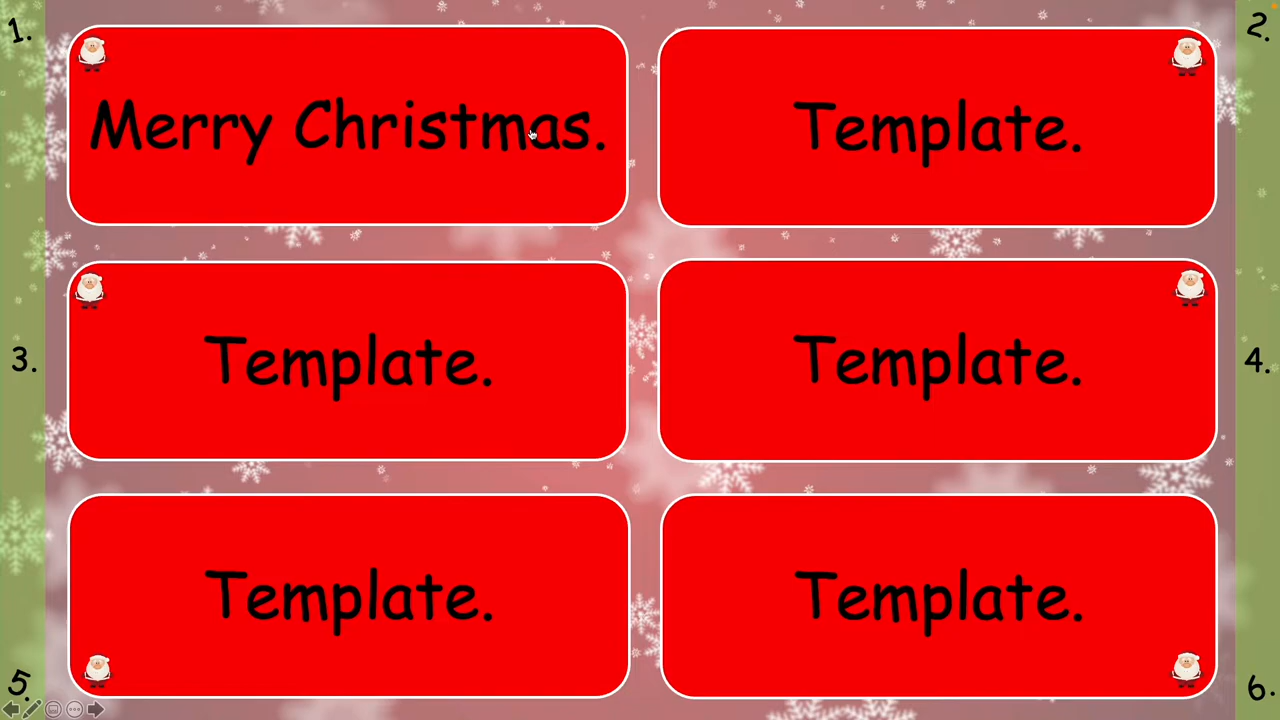 1.
Merry Christmas.
2.
Template.
3.
Template.
4.
Template.
5.
Template.
6.
Template.